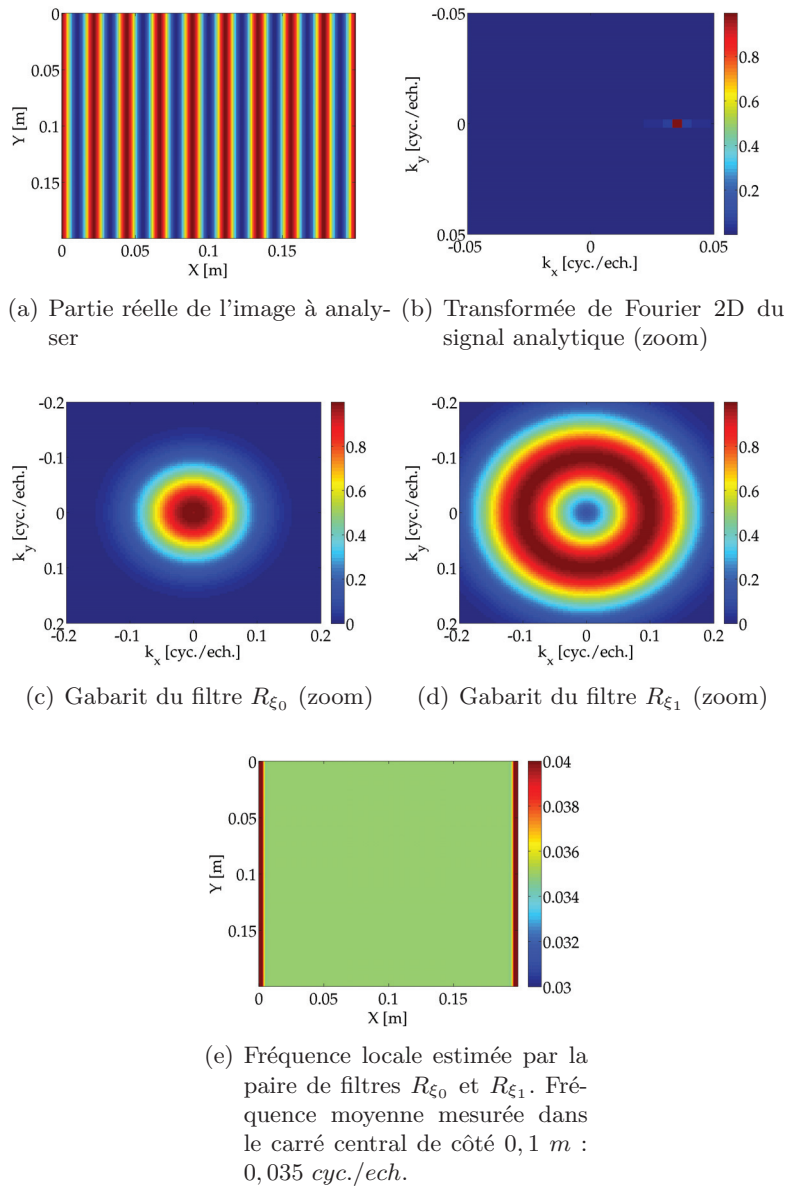 0
0.05
0.1
0.15
Y [m]
0 0.05 0.1 0.15
X [m]
-0.05
0
0.05
k_y [cyc./ech.]
-0.05 0 0.05
k_x [cyc./ech.]
0.8
0.6
0.4
0.2
(a) Partie réelle de l'image à analy-
ser
(b) Transformée de Fourier 2D du
signal analytique (zoom)
-0.2
-0.1
0
0.1
0.2
k_y [cyc./ech.]
-0.2 -0.1 0 0.1 0.2
k_x [cyc./ech.]
0.8
0.6
0.4
0.2
0
-0.2
-0.1
0
0.1
0.2
k_y [cyc./ech.]
-0.2 -0.1 0 0.1 0.2
k_x [cyc./ech.]
0.8
0.6
0.4
0.2
0
(c) Gabarit du filtre R_{ξ_0} (zoom)
(d) Gabarit du filtre R_{ξ_1} (zoom)
0
0.05
0.1
0.15
Y [m]
0 0.05 0.1 0.15
X [m]
0.04
0.038
0.036
0.034
0.032
0.03
(e) Fréquence locale estimée par la
paire de filtres R_{ξ_0} et R_{ξ_1}. Fré-
quence moyenne mesurée dans
le carré central de côté 0, 1 m :
0, 035 cyc./ech.